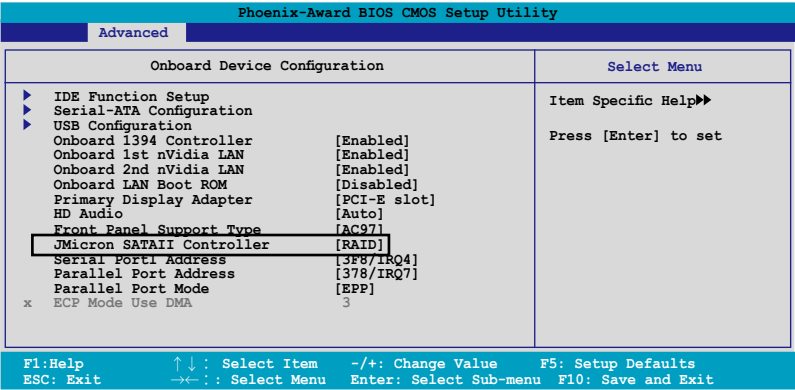 Phoenix-Award BIOS CMOS Setup Utility
Advanced
Onboard Device Configuration
Select Menu
IDE Function Setup
Serial-ATA Configuration
USB Configuration
Onboard 1394 Controller [Enabled]
Onboard 1st nVidia LAN [Enabled]
Onboard 2nd nVidia LAN [Enabled]
Onboard LAN Boot ROM [Disabled]
Primary Display Adapter [PCI-E slot]
HD Audio [Auto]
Front Panel Support Type [AC97]
JMicron SATAII Controller [RAID]
Serial Port1 Address [3F8/IRQ4]
Parallel Port Address [378/IRQ7]
Parallel Port Mode [EPP]
x ECP Mode Use DMA 3
Item Specific Help
Press [Enter] to set
F1:Help ↑↓: Select Item -/+: Change Value F5: Setup Defaults
ESC: Exit →←: : Select Menu Enter: Select Sub-menu F10: Save and Exit